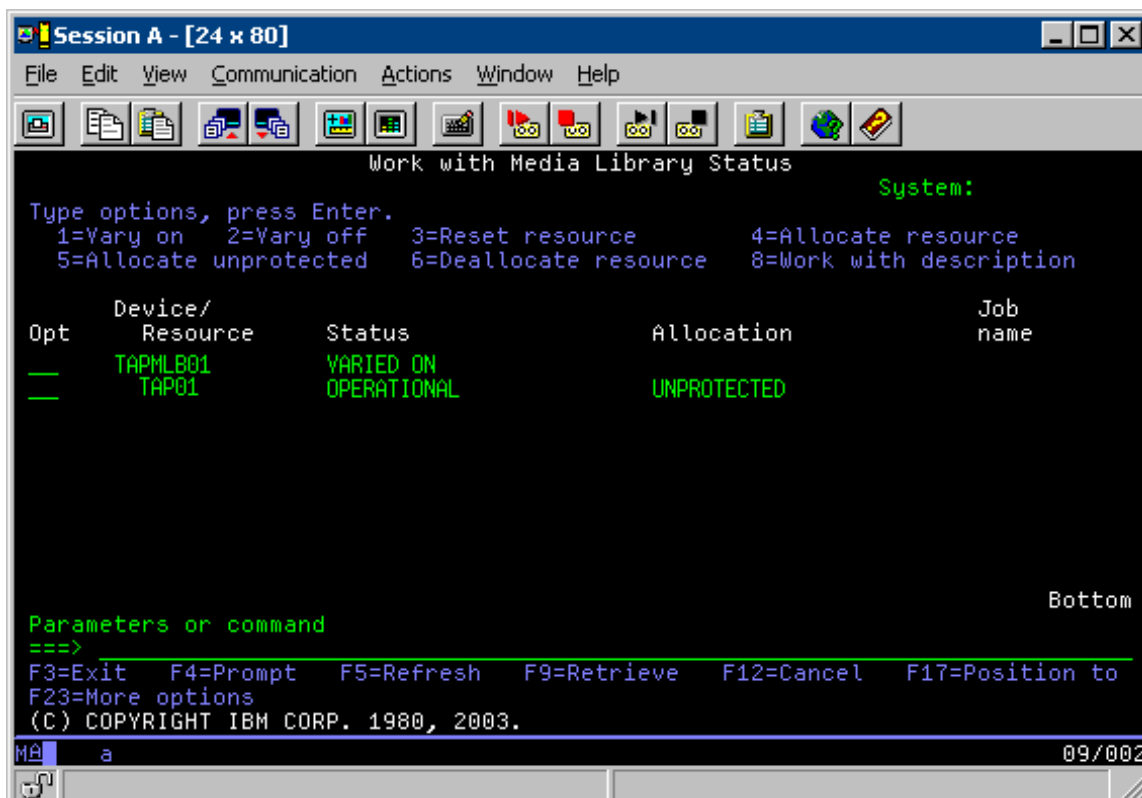 Session A - [24 x 80]
File Edit View Communication Actions Window Help
Work with Media Library Status
System:
Type options, press Enter.
1=Vary on 2=Vary off 3=Reset resource 4=Allocate resource
5=Allocate unprotected 6=Deallocate resource 8=Work with description
Device/ Job
Opt Resource Status Allocation name
TAPMLB01 VARIED ON
TAP01 OPERATIONAL UNPROTECTED
Bottom
Parameters or command
===>
F3=Exit F4=Prompt F5=Refresh F9=Retrieve F12=Cancel F17=Position to
F23=More options
(C) COPYRIGHT IBM CORP. 1980, 2003.
MA a 09/002